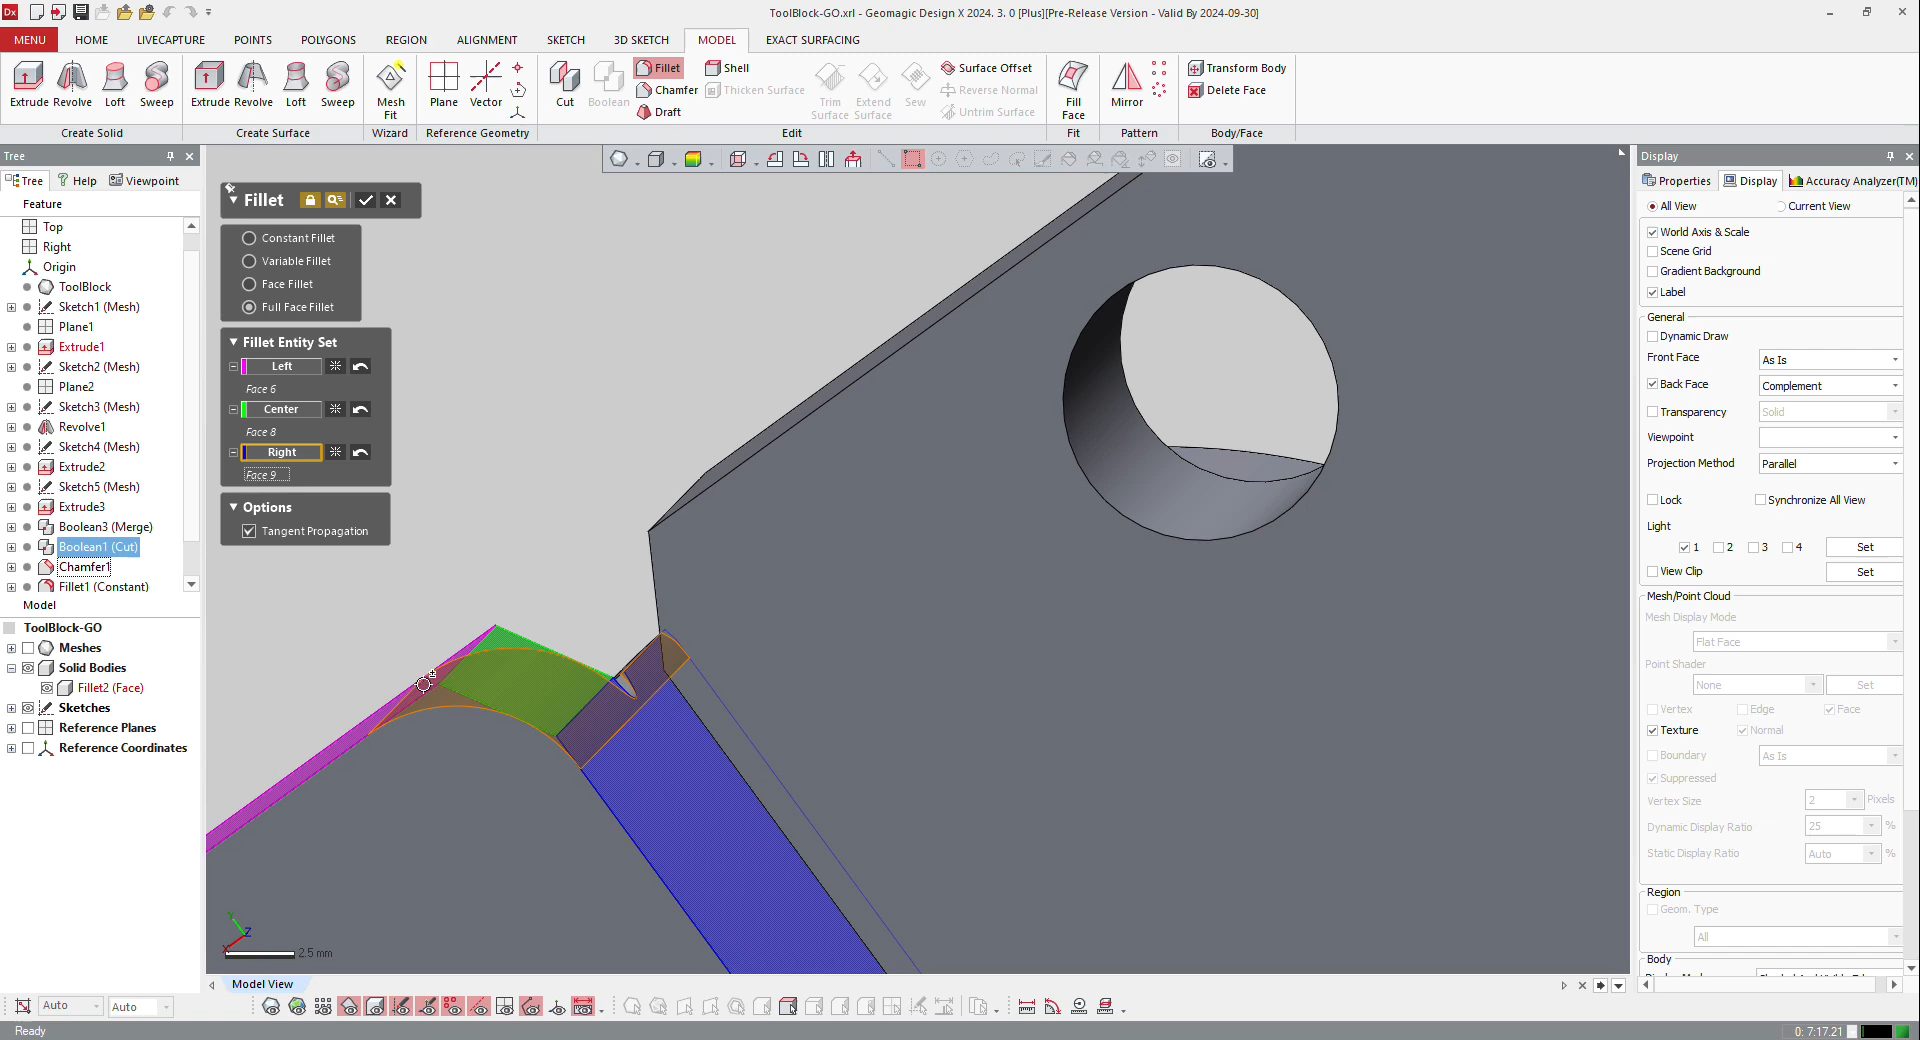 Dx
ToolBlock-GO.xrl - Geomagic Design X 2024. 3. 0 [Plus][Pre-Release Version - Valid By 2024-09-30]
MENU HOME LIVECAPTURE POINTS POLYGONS REGION ALIGNMENT SKETCH 3D SKETCH MODEL EXACT SURFACING
Extrude Revolve Loft Sweep
Create Solid
Extrude Revolve Loft Sweep
Create Surface
Mesh Fit
Wizard
Plane Vector
Reference Geometry
Cut Boolean
Fillet
Chamfer
Draft
Shell
Thicken Surface
Trim Surface
Extend Surface
Sew
Surface Offset
Reverse Normal
Untrim Surface
Edit
Fill Face
Fit
Mirror
Pattern
Transform Body
Delete Face
Body/Face
Tree
Tree Help Viewpoint
Feature
Top
Right
Origin
ToolBlock
Sketch1 (Mesh)
Plane1
Extrude1
Sketch2 (Mesh)
Plane2
Sketch3 (Mesh)
Revolve1
Sketch4 (Mesh)
Extrude2
Sketch5 (Mesh)
Extrude3
Boolean3 (Merge)
Boolean1 (Cut)
Chamfer1
Fillet1 (Constant)
Model
ToolBlock-GO
Meshes
Solid Bodies
Fillet2 (Face)
Sketches
Reference Planes
Reference Coordinates
Fillet
Constant Fillet
Variable Fillet
Face Fillet
Full Face Fillet
Fillet Entity Set
Left
Face 6
Center
Face 8
Right
Face 9
Options
Tangent Propagation
Y
Z
X
2.5 mm
Model View
Display
Properties Display Accuracy Analyzer(TM)
All View Current View
World Axis & Scale
Scene Grid
Gradient Background
Label
General
Dynamic Draw
Front Face As Is
Back Face Complement
Transparency Solid
Viewpoint
Projection Method Parallel
Lock Synchronize All View
Light
1 2 3 4 Set
View Clip Set
Mesh/Point Cloud
Mesh Display Mode
Flat Face
Point Shader
None Set
Vertex Edge Face
Texture Normal
Boundary As Is
Suppressed
Vertex Size 2 Pixels
Dynamic Display Ratio 25 %
Static Display Ratio Auto %
Region
Geom. Type
All
Body
Auto Auto
Ready
0: 7:17.21